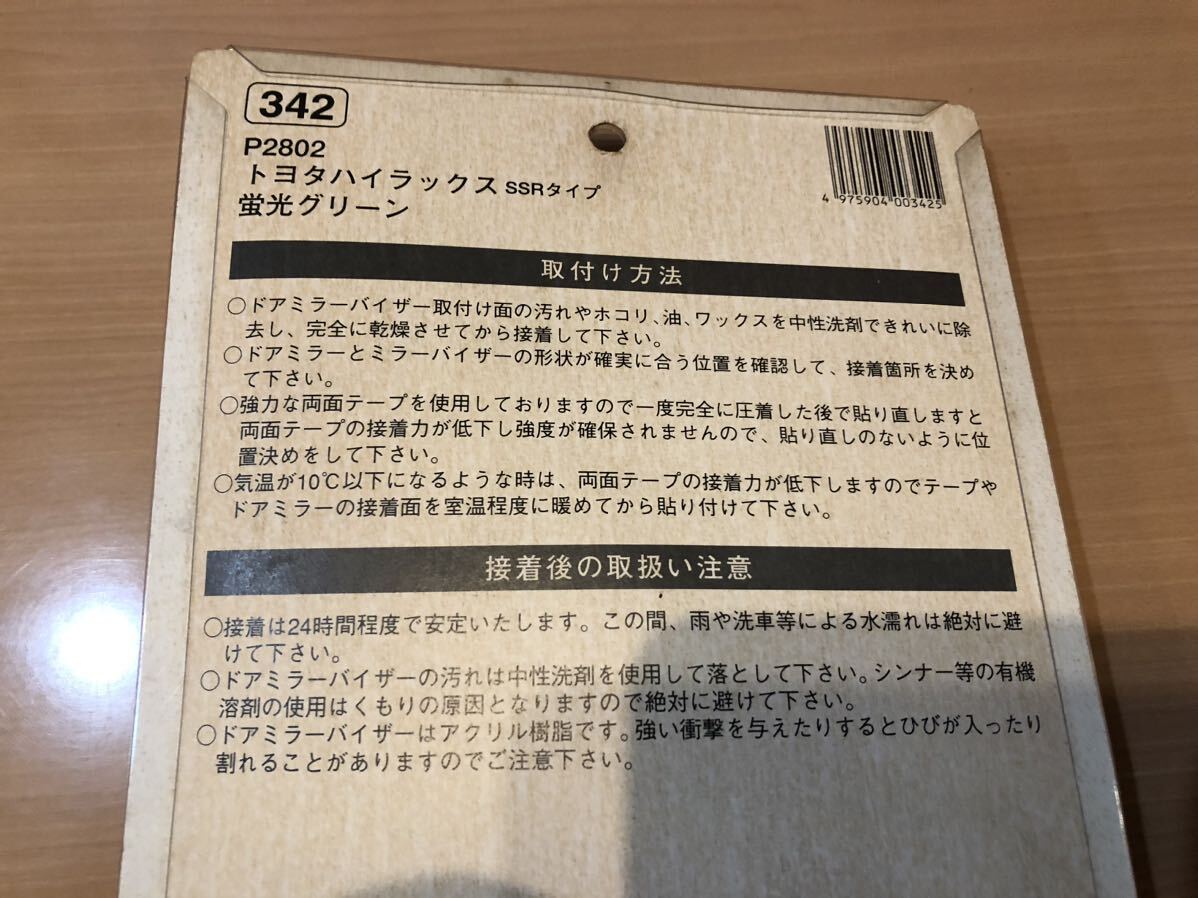 342
P2802
トヨタハイラックス SSRタイプ
蛍光グリーン
4 975904 003425
取付け方法
○ドアミラーバイザー取付け面の汚れやホコリ、油、ワックスを中性洗剤できれいに除
去し、完全に乾燥させてから接着して下さい。
○ドアミラーとミラーバイザーの形状が確実に合う位置を確認して、接着箇所を決め
て下さい。
○強力な両面テープを使用しておりますので一度完全に圧着した後で貼り直しますと
両面テープの接着力が低下し強度が確保されませんので、貼り直しのないように位
置決めをして下さい。
○気温が10℃以下になるような時は、両面テープの接着力が低下しますのでテープや
ドアミラーの接着面を室温程度に暖めてから貼り付けて下さい。
接着後の取扱い注意
○接着は24時間程度で安定いたします。この間、雨や洗車等による水濡れは絶対に避
けて下さい。
○ドアミラーバイザーの汚れは中性洗剤を使用して落として下さい。シンナー等の有機
溶剤の使用はくもりの原因となりますので絶対に避けて下さい。
○ドアミラーバイザーはアクリル樹脂です。強い衝撃を与えたりするとひびが入ったり
割れることがありますのでご注意下さい。